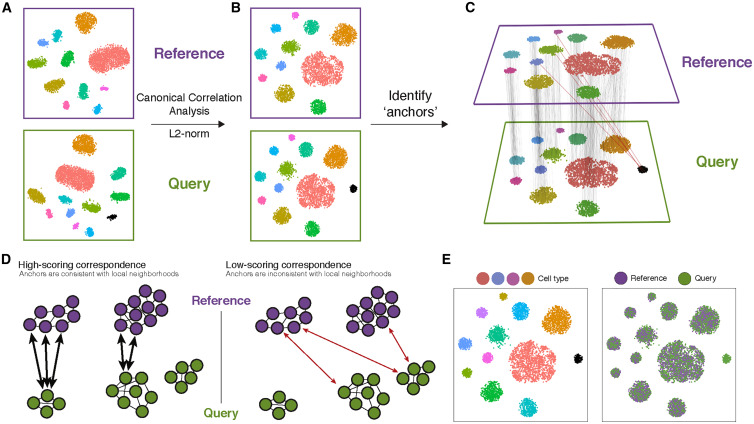 A
B
C
Reference
Canonical Correlation
Analysis
L2-norm
Query
Identify
‘anchors’
Reference
Query
D
High-scoring correspondence
Anchors are consistent with local neighborhoods
Low-scoring correspondence
Anchors are inconsistent with local neighborhoods
Reference
Query
E
Cell type
Reference
Query